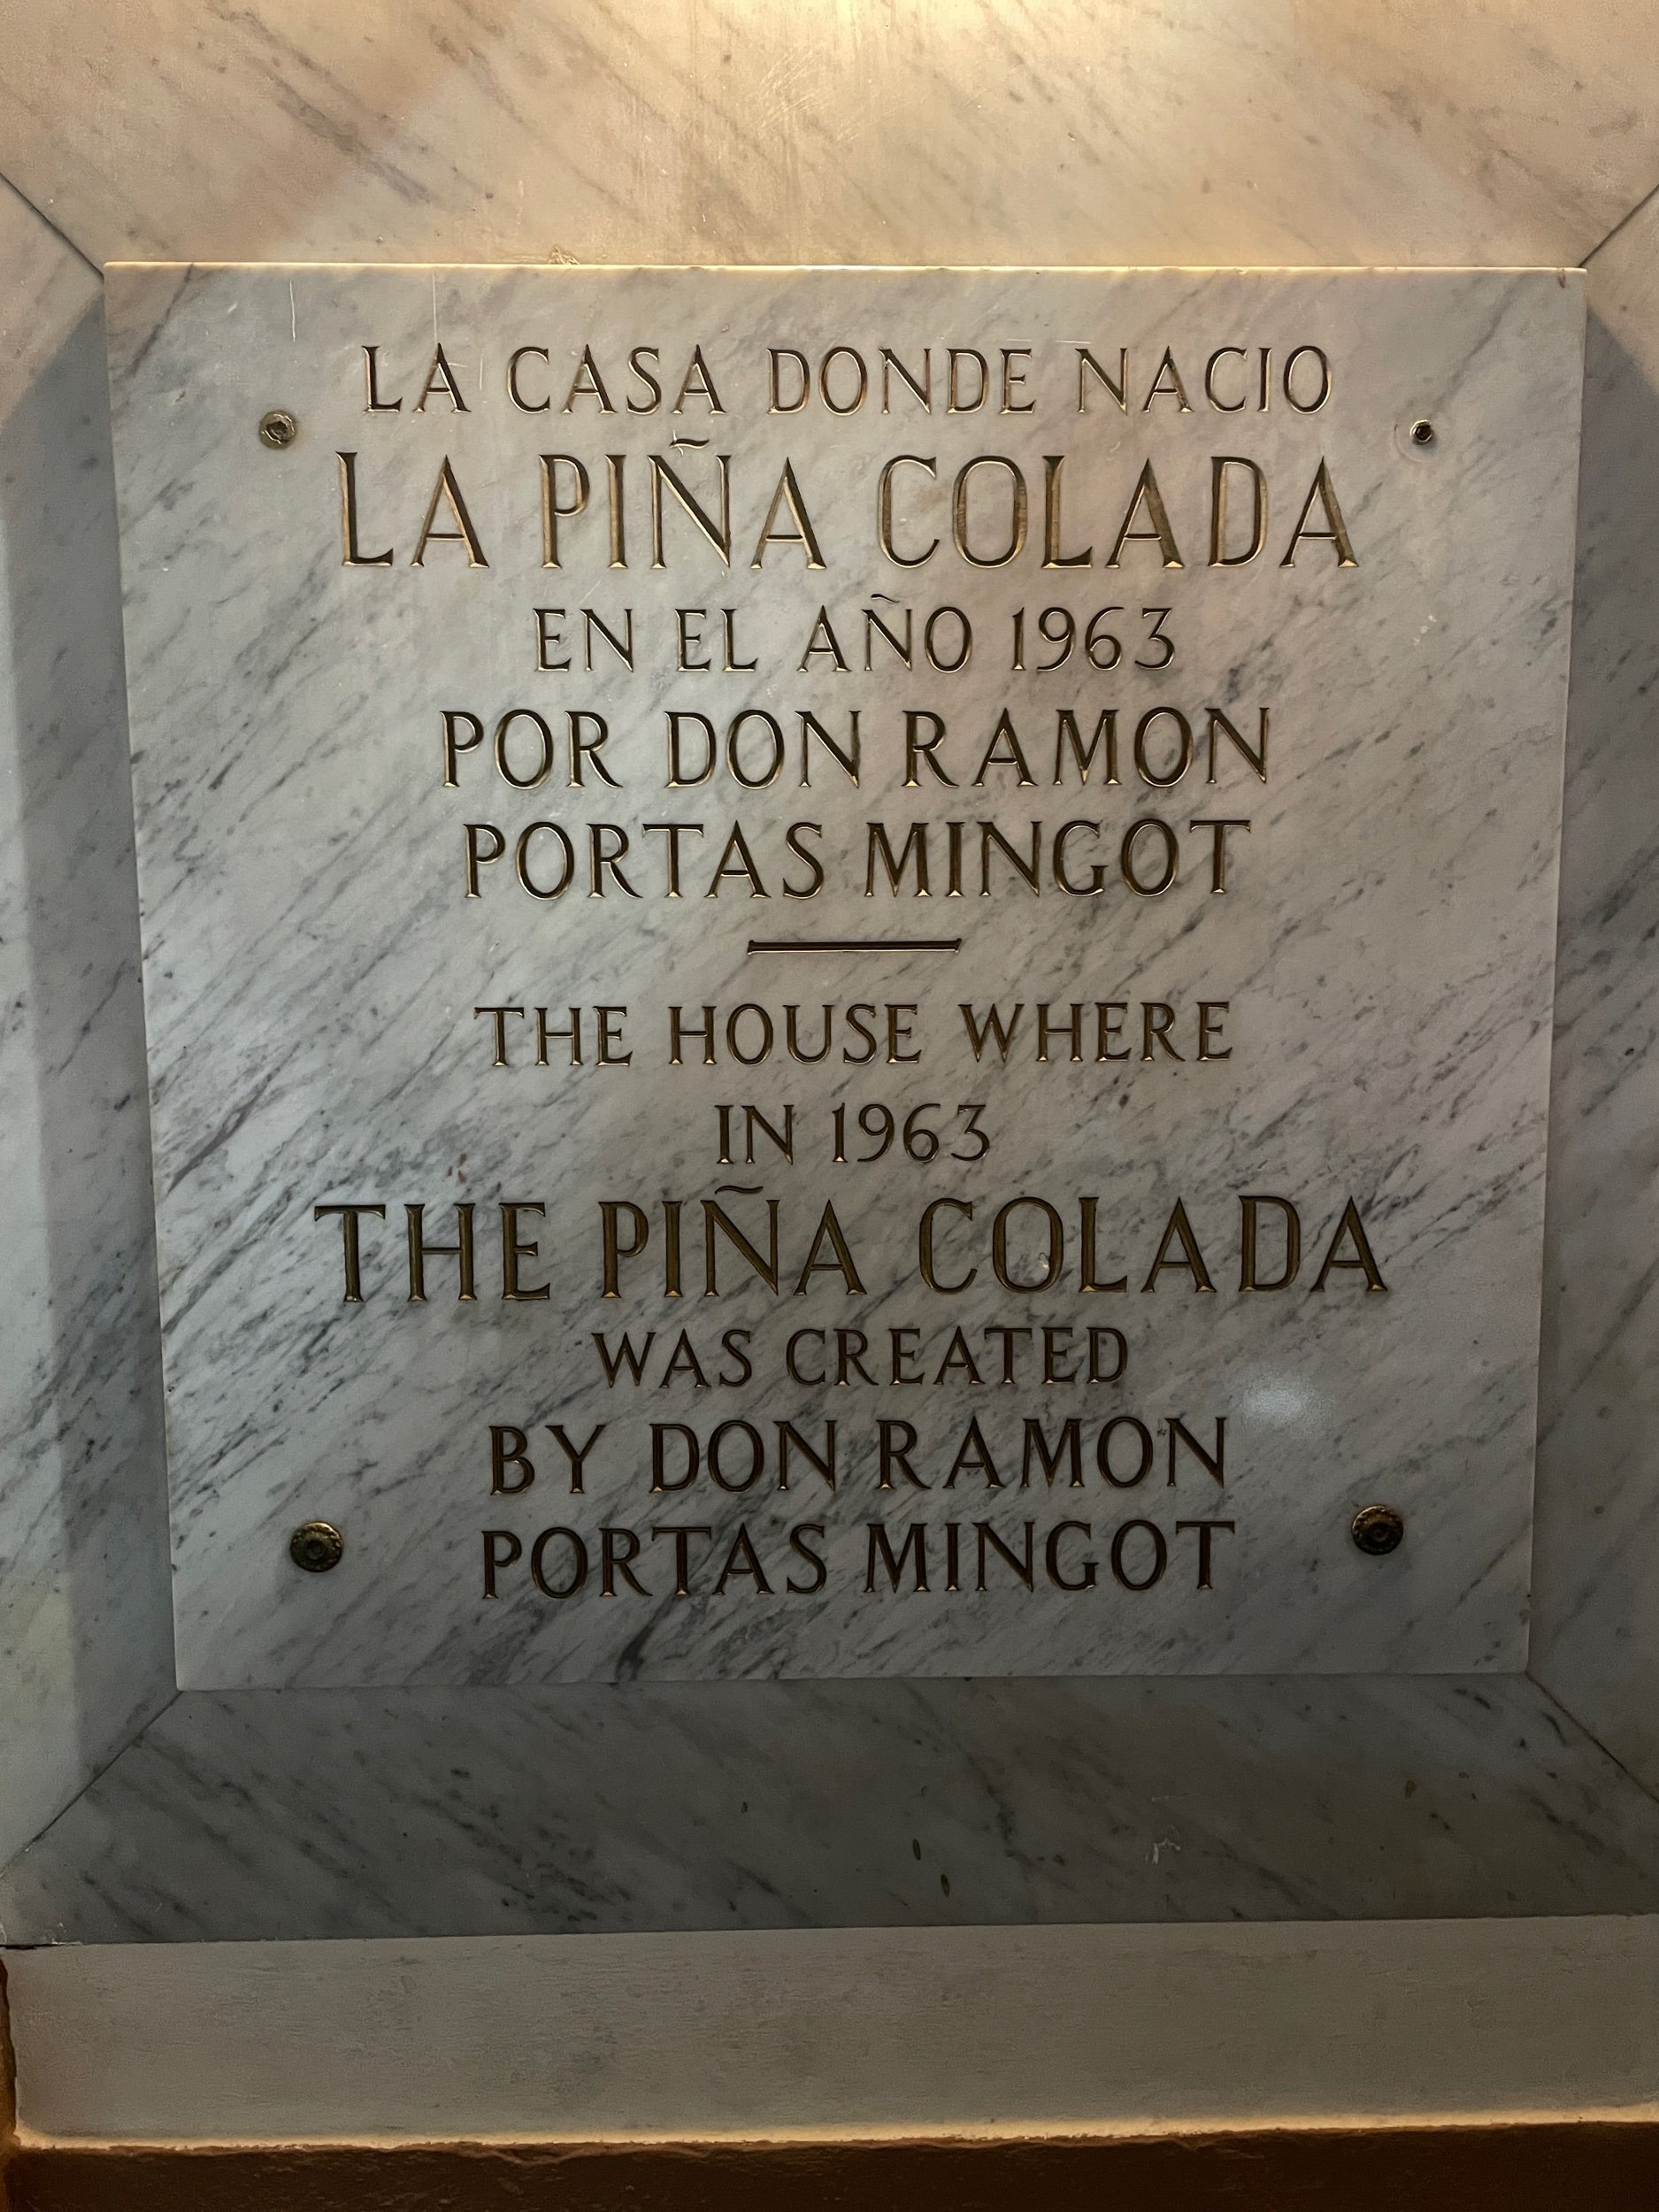 LA CASA DONDE NACIO
LA PIÑA COLADA
EN EL AÑO 1963
POR DON RAMON
PORTAS MINGOT
THE HOUSE WHERE
IN 1963
THE PIÑA COLADA
WAS CREATED
BY DON RAMON
PORTAS MINGOT